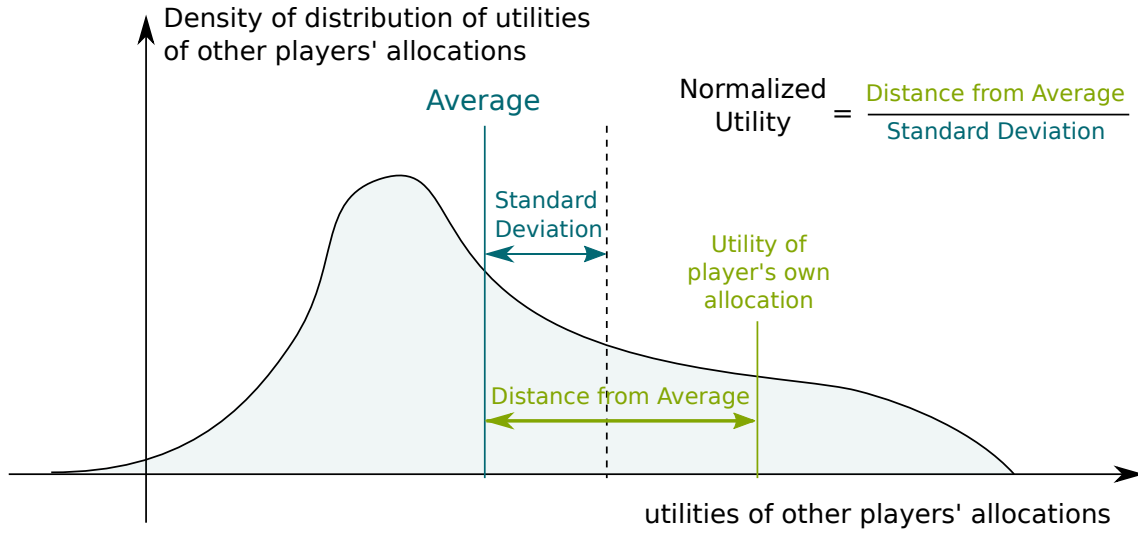 Density of distribution of utilities
of other players' allocations
Average
Normalized
Utility
=
Distance from Average
Standard Deviation
Standard
Deviation
Utility of
player's own
allocation
Distance from Average
utilities of other players' allocations